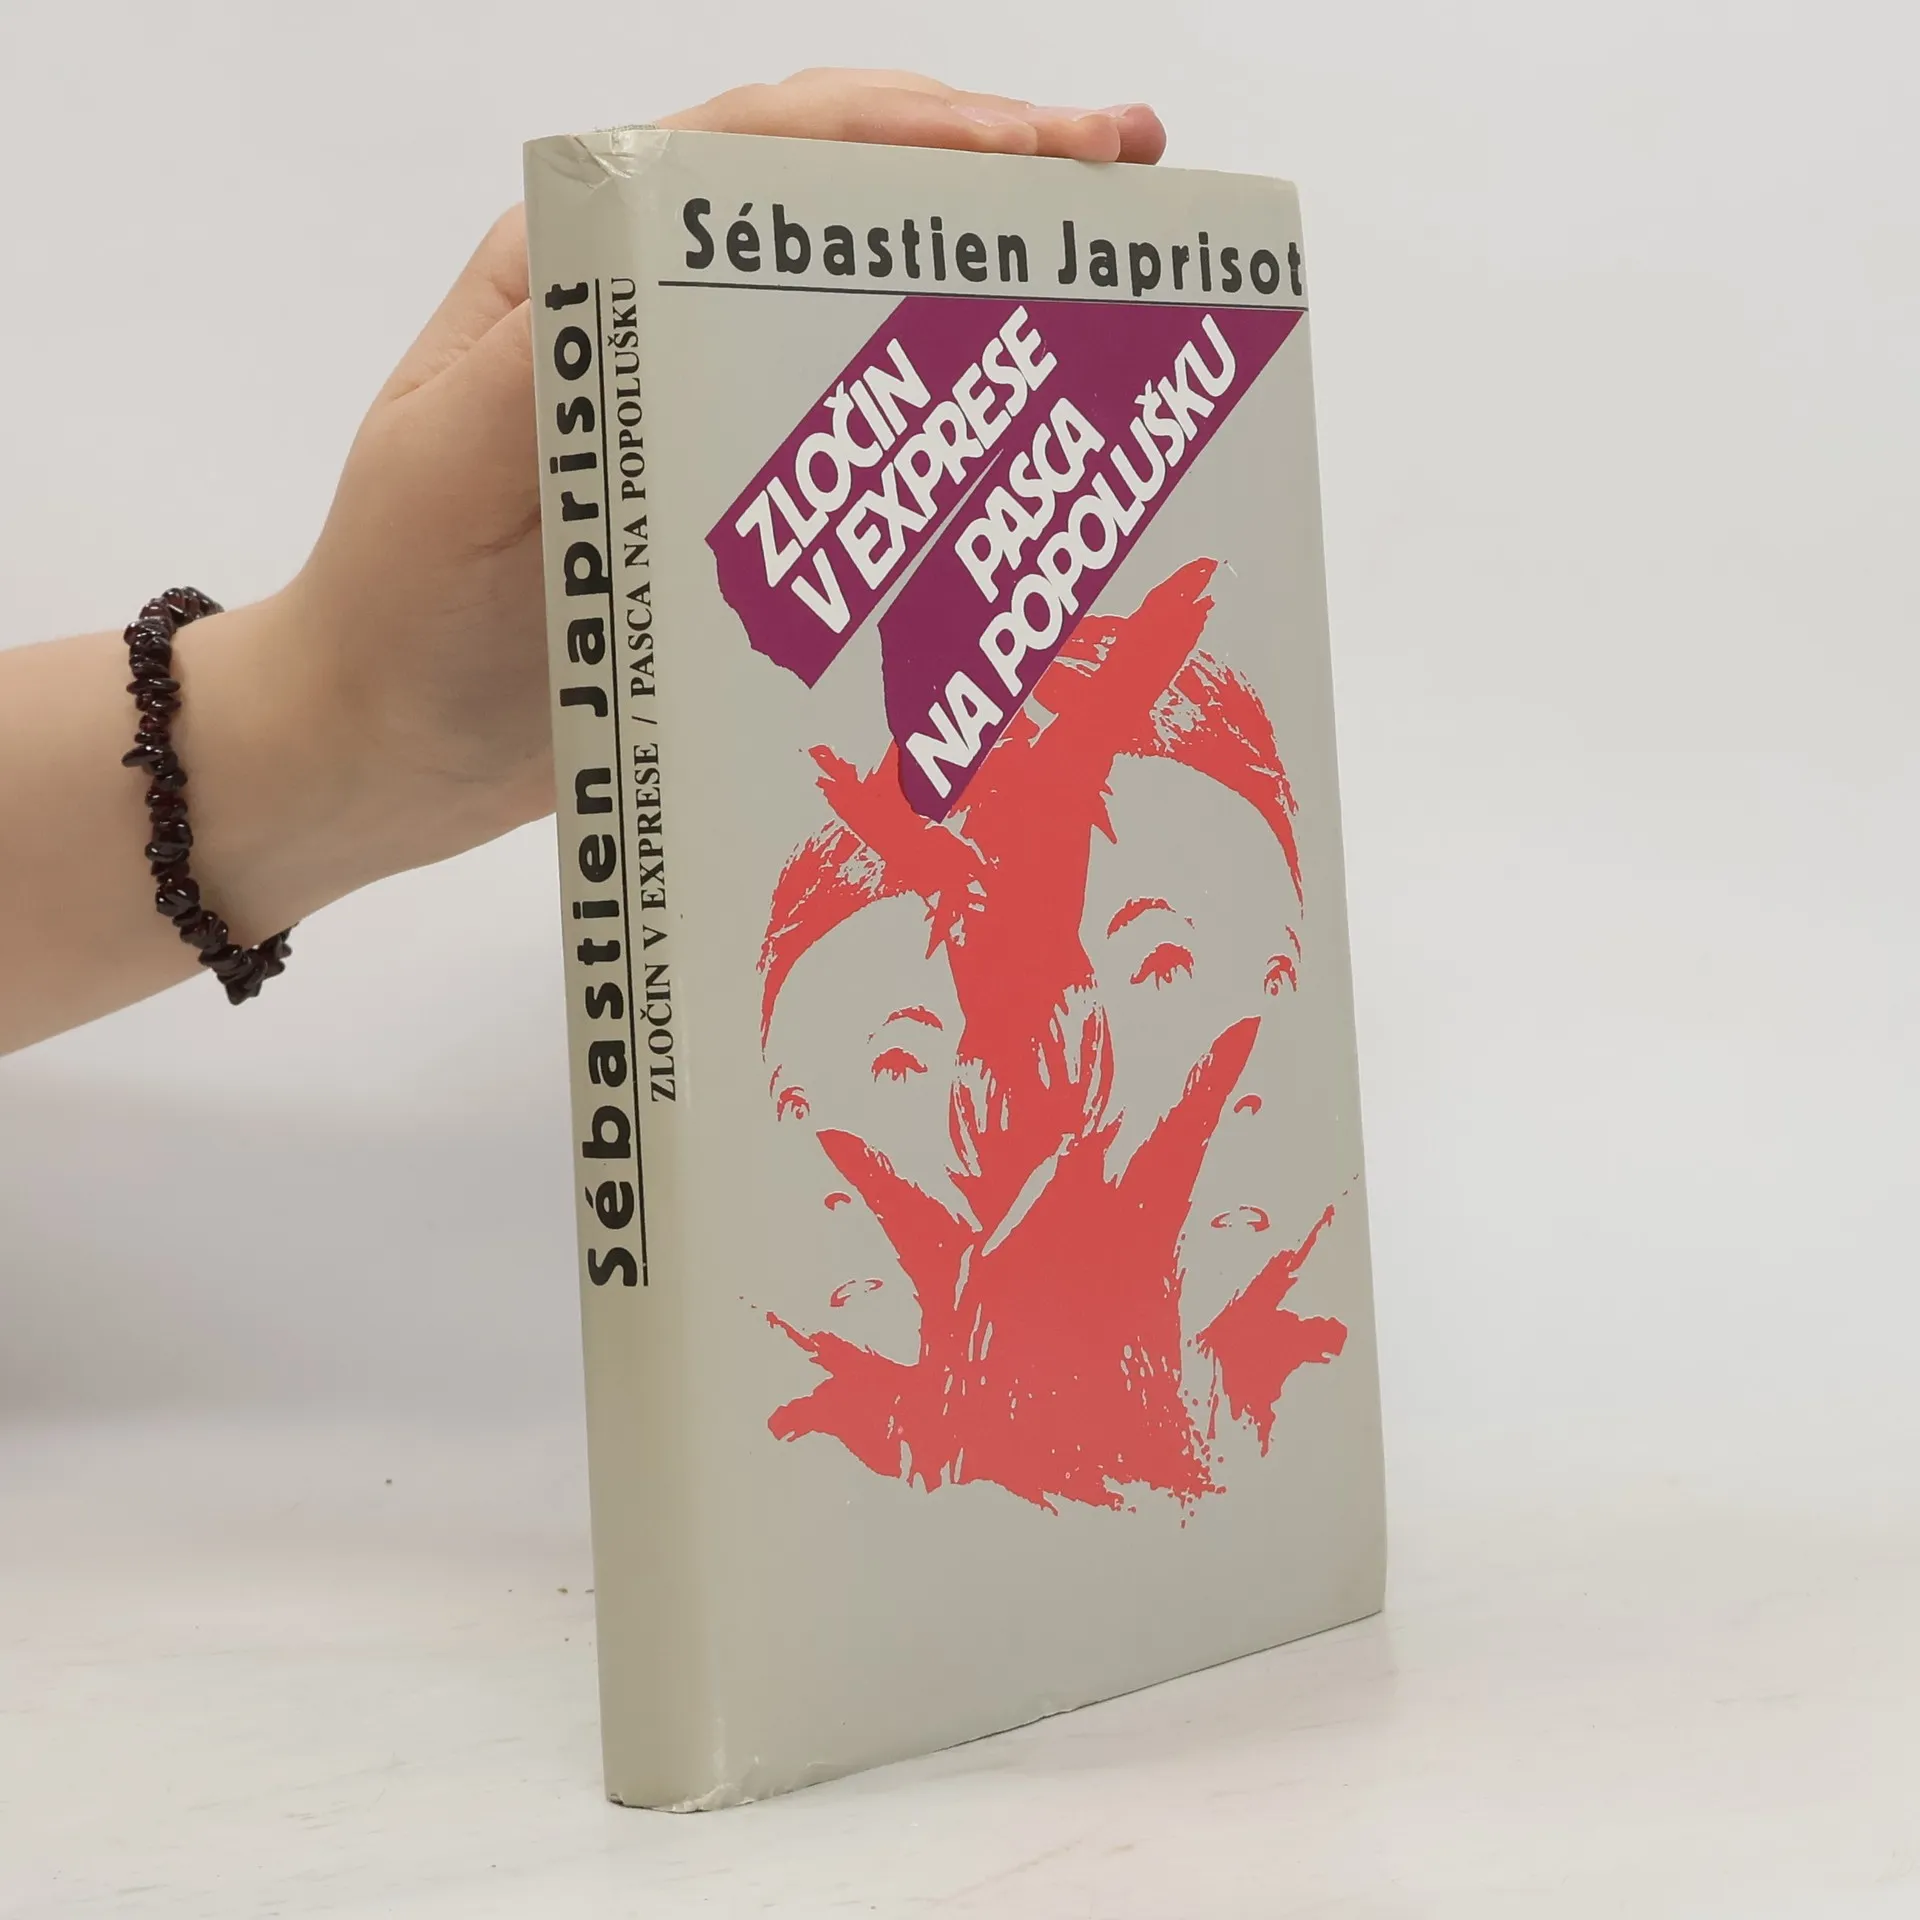 Sébastien Japrisot
ZLOČIN V EXPRESE / PASCA NA POPOLUŠKU
Sébastien Japrisot
ZLOČIN
V EXPRESE
PASCA
NA POPOLUŠKU